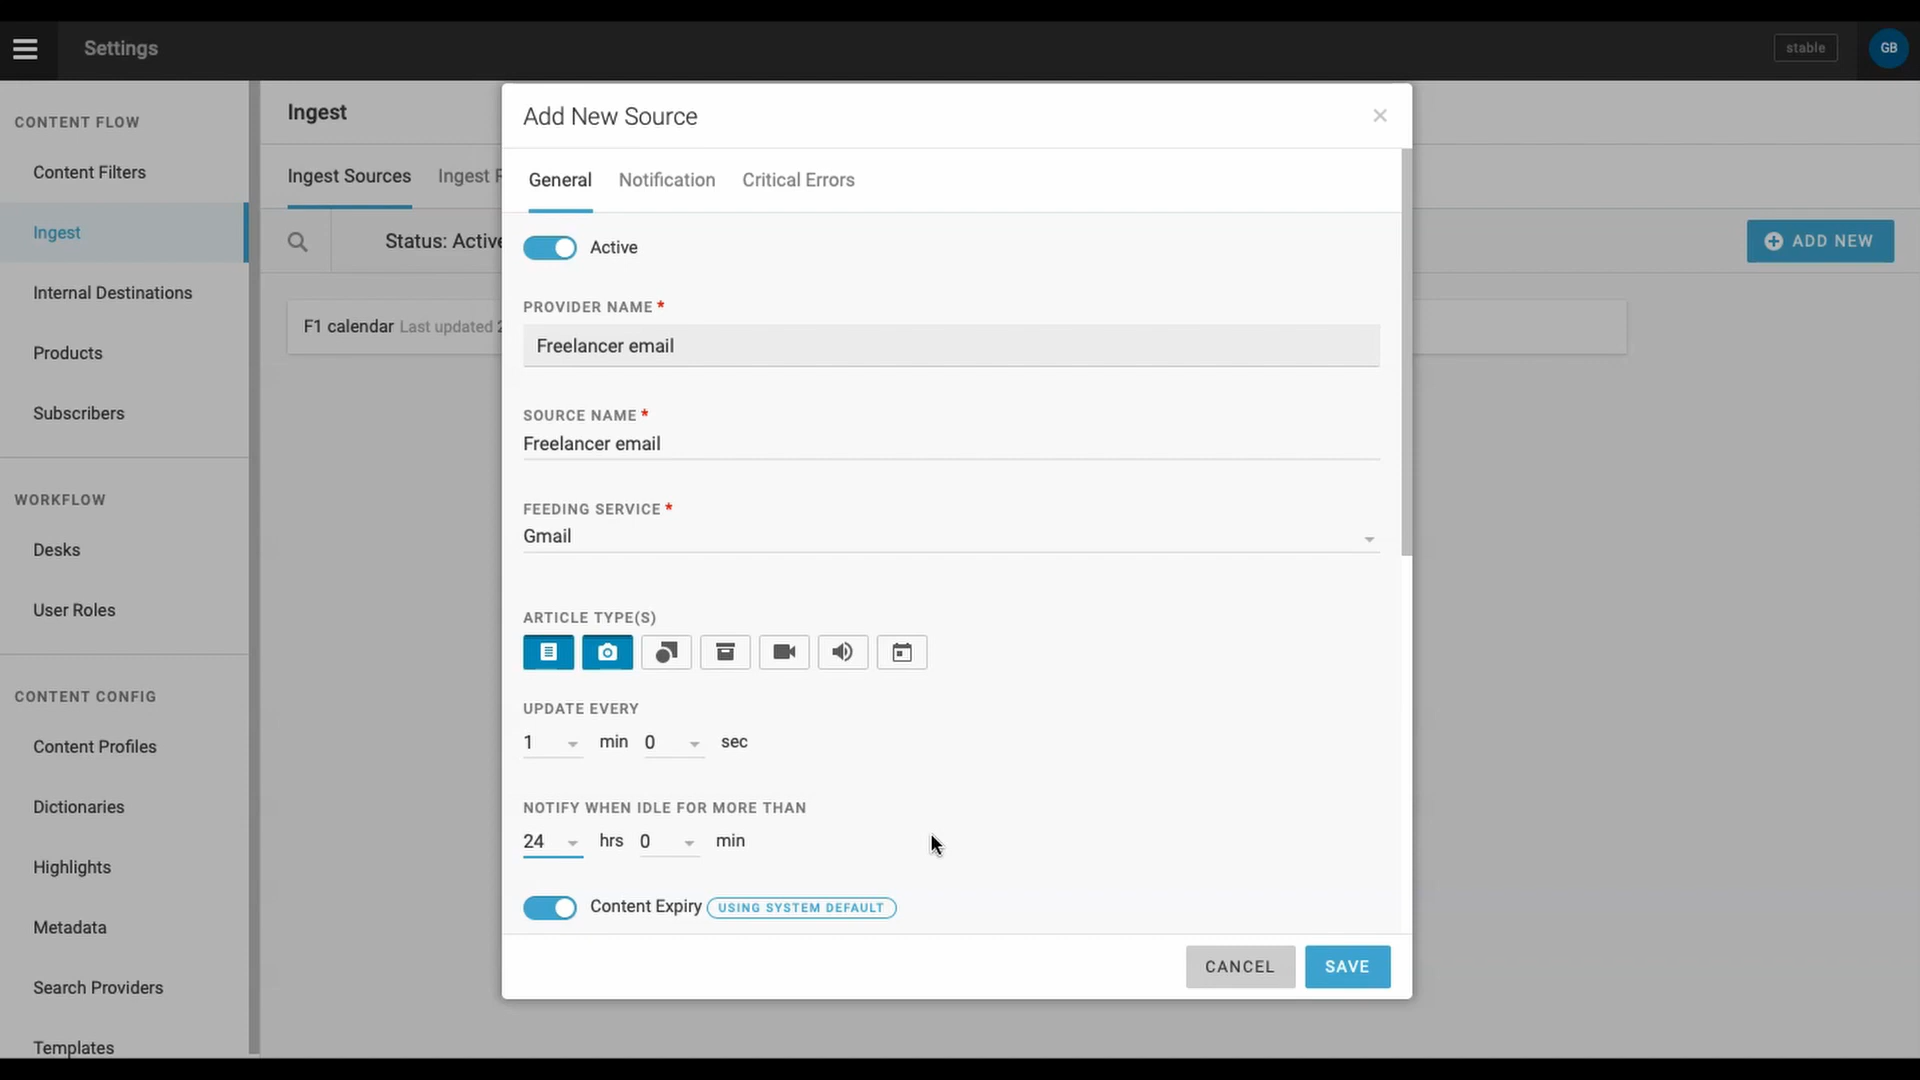 Settings
stable
GB
CONTENT FLOW
Content Filters
Ingest
Internal Destinations
Products
Subscribers
WORKFLOW
Desks
User Roles
CONTENT CONFIG
Content Profiles
Dictionaries
Highlights
Metadata
Search Providers
Templates
Ingest
Ingest Sources
Ingest
Status: Active
ADD NEW
F1 calendar Last updated
Add New Source
General
Notification
Critical Errors
Active
PROVIDER NAME *
Freelancer email
SOURCE NAME *
Freelancer email
FEEDING SERVICE *
Gmail
ARTICLE TYPE(S)
UPDATE EVERY
1 min 0 sec
NOTIFY WHEN IDLE FOR MORE THAN
24 hrs 0 min
Content Expiry USING SYSTEM DEFAULT
CANCEL
SAVE